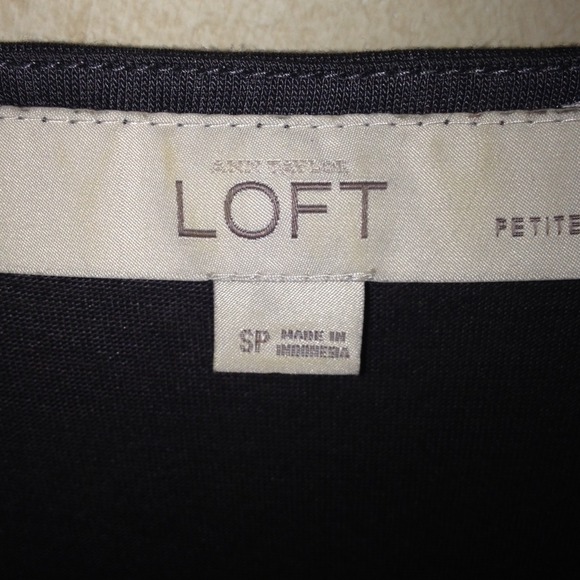 ANN TAYLOR
LOFT
PETITE
SP MADE IN
INDONESIA